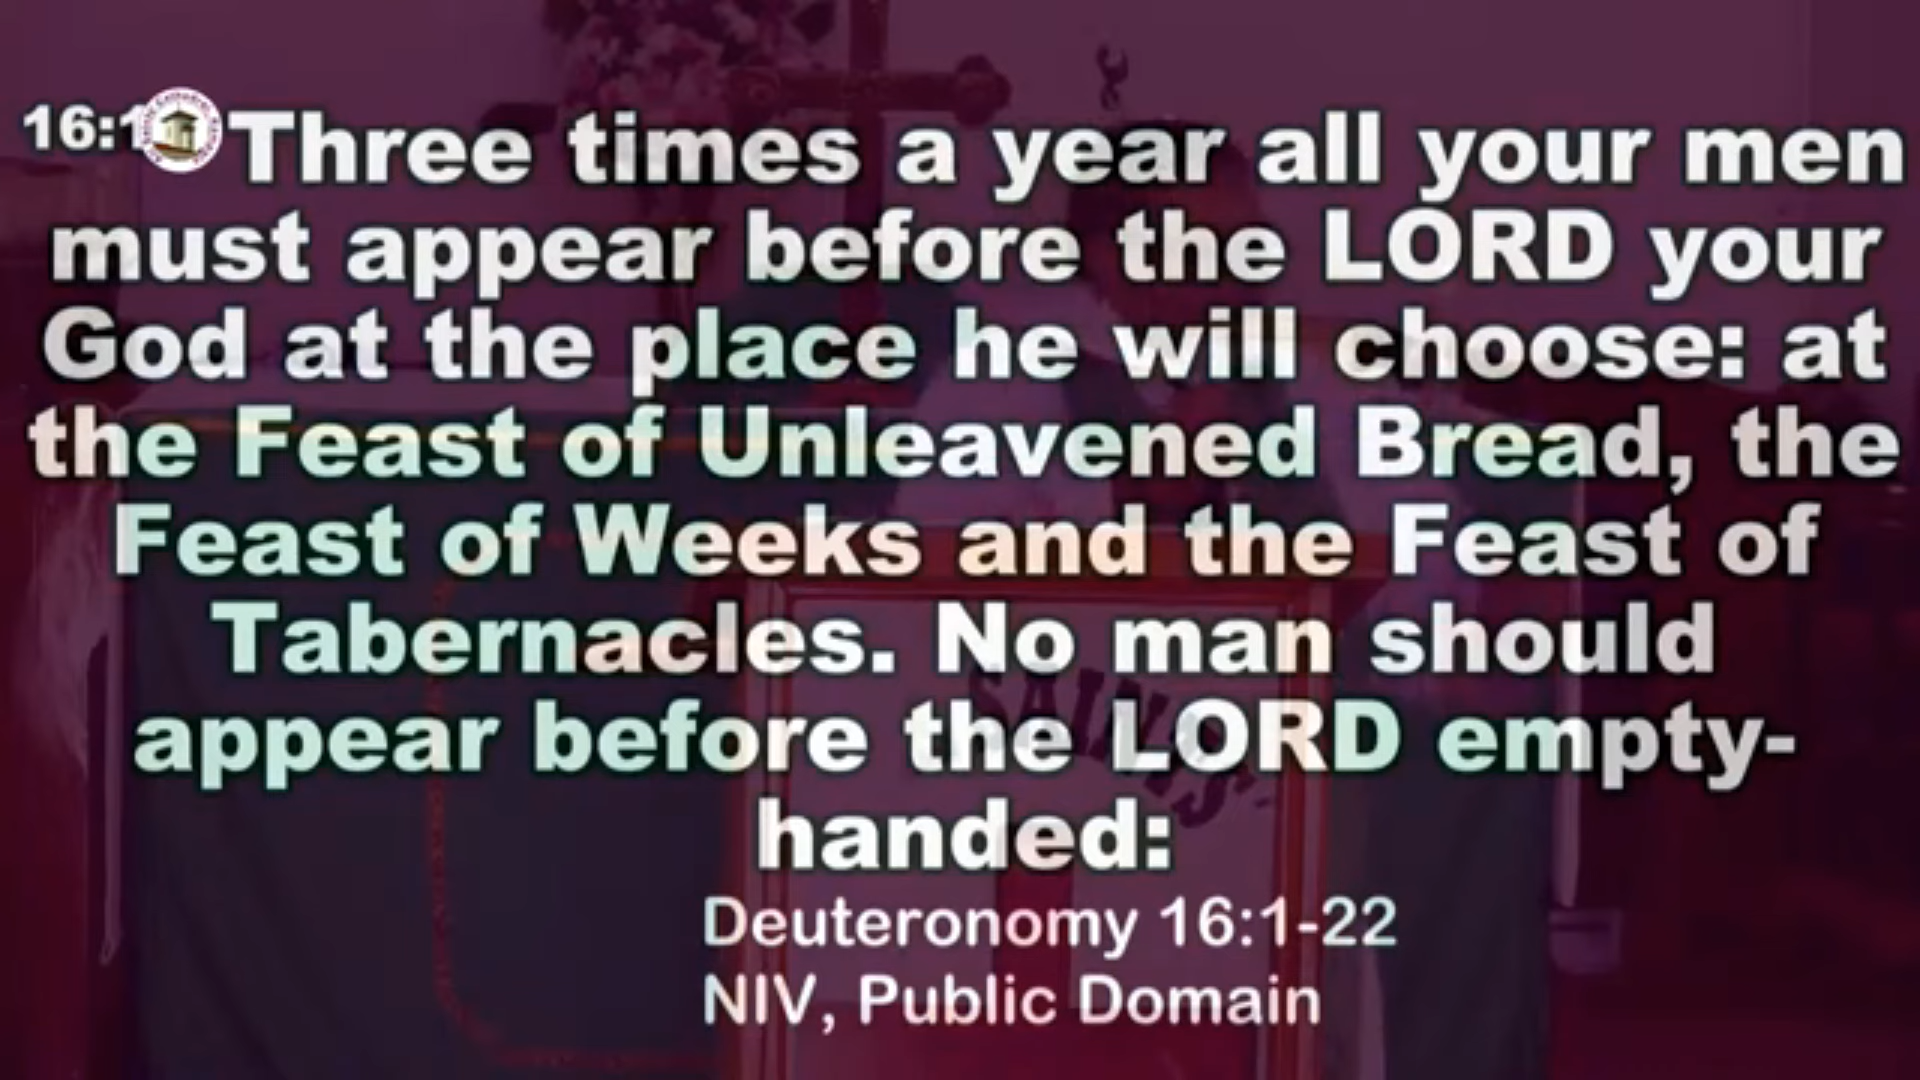 16:1 Three times a year all your men
must appear before the LORD your
God at the place he will choose: at
the Feast of Unleavened Bread, the
Feast of Weeks and the Feast of
Tabernacles. No man should
appear before the LORD empty-
handed:
Deuteronomy 16:1-22
NIV, Public Domain
SAINTS